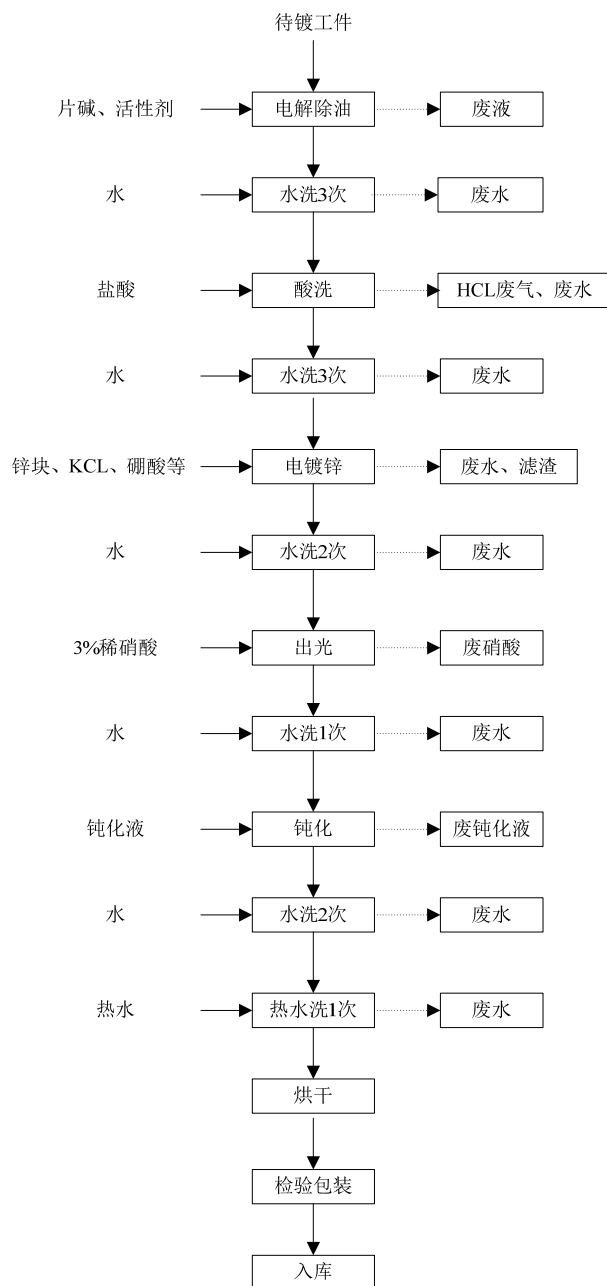 待镀工件
片碱、活性剂 电解除油 废液
水 水洗3次 废水
盐酸 酸洗 HCL废气、废水
水 水洗3次 废水
锌块、KCL、硼酸等 电镀锌 废水、滤渣
水 水洗2次 废水
3%稀硝酸 出光 废硝酸
水 水洗1次 废水
钝化液 钝化 废钝化液
水 水洗2次 废水
热水 热水洗1次 废水
烘干
检验包装
入库